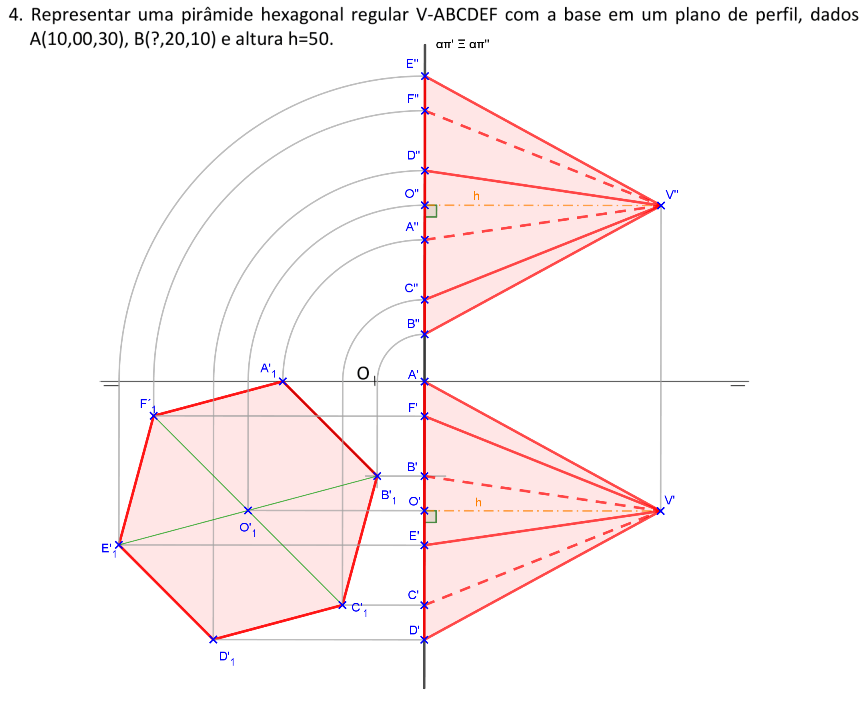 4. Representar uma pirâmide hexagonal regular V-ABCDEF com a base em um plano de perfil, dados
A(10,00,30), B(?,20,10) e altura h=50.
απ' Ξ απ"
E"
F"
D"
O"
h
V"
A"
C"
B"
A'₁
O
A'
F'₁
F'
B'
B'₁
O'
h
V'
O'₁
E'
E'₁
C'
C'₁
D'
D'₁